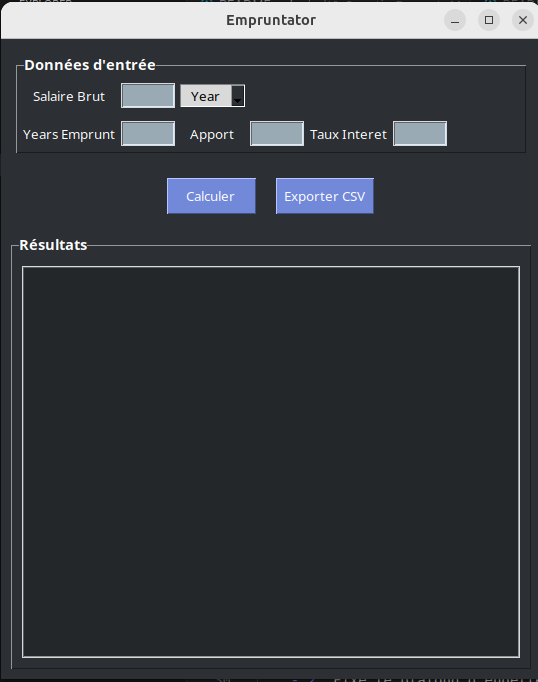 Empruntator
Données d'entrée
Salaire Brut Year
Years Emprunt Apport Taux Interet
Calculer Exporter CSV
Résultats